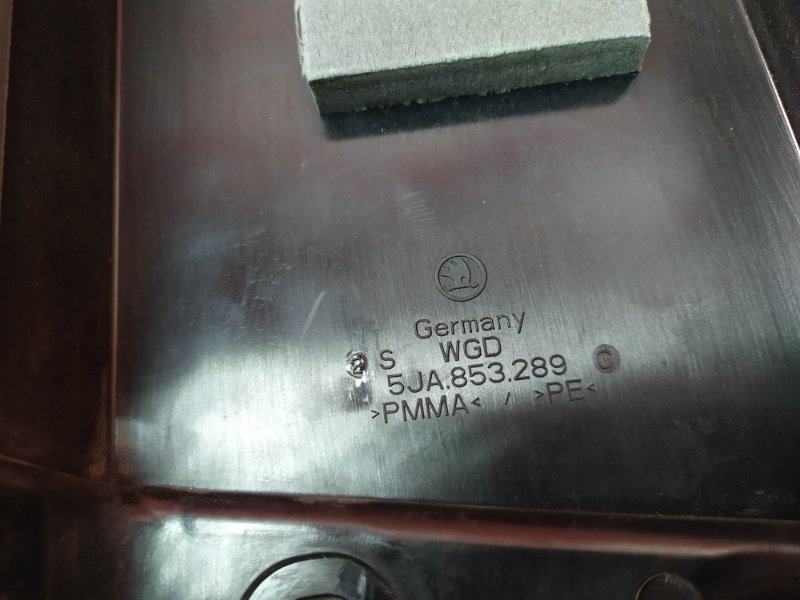 Germany
S WGD
5JA.853.289 C
>PMMA< / >PE<